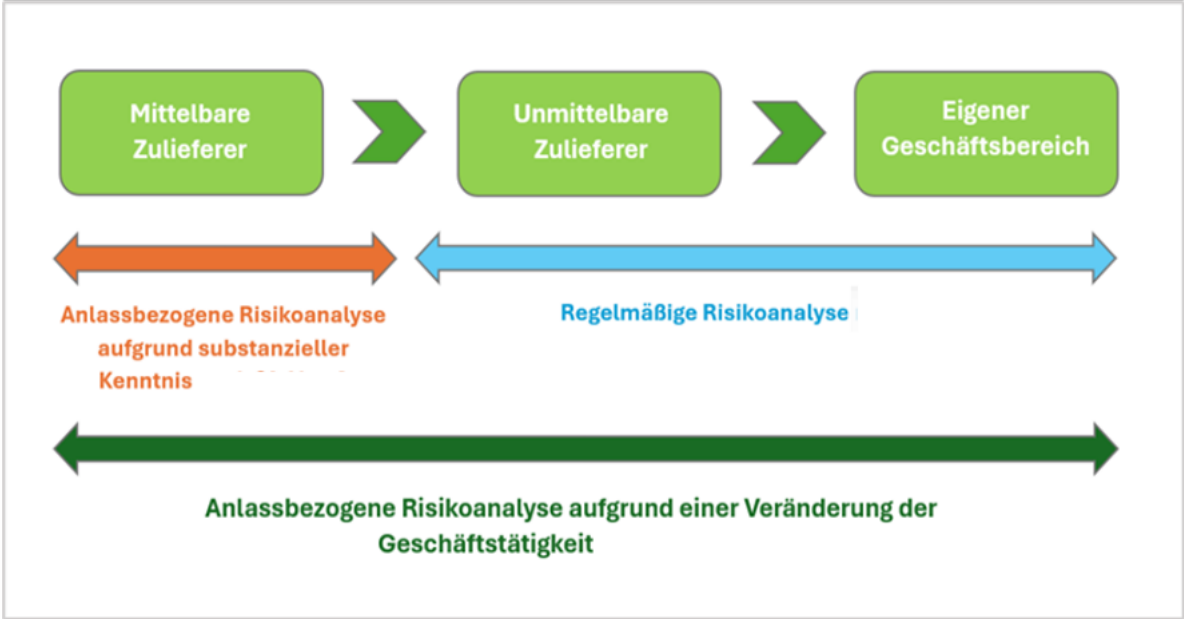 Mittelbare
Zulieferer
Unmittelbare
Zulieferer
Eigener
Geschäftsbereich
Anlassbezogene Risikoanalyse
aufgrund substanzieller
Kenntnis
Regelmäßige Risikoanalyse
Anlassbezogene Risikoanalyse aufgrund einer Veränderung der
Geschäftstätigkeit